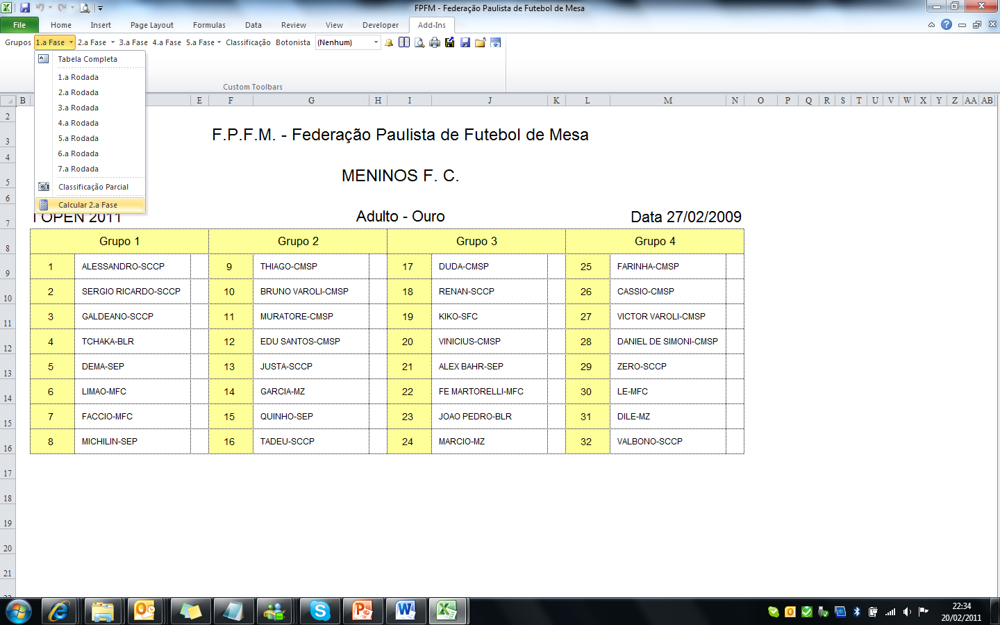 FPFM - Federação Paulista de Futebol de Mesa
File Home Insert Page Layout Formulas Data Review View Developer Add-Ins
Grupos 1.a Fase 2.a Fase 3.a Fase 4.a Fase 5.a Fase Classificação Botonista (Nenhum)
Tabela Completa
1.a Rodada
2.a Rodada
3.a Rodada
4.a Rodada
5.a Rodada
6.a Rodada
7.a Rodada
Classificação Parcial
Calcular 2.a Fase
Custom Toolbars
B E F G H I J K L M N O P Q R S T U V W X Y Z AA AB
2
3 F.P.F.M. - Federação Paulista de Futebol de Mesa
4
5 MENINOS F. C.
6
7 I OPEN 2011 Adulto - Ouro Data 27/02/2009
8 Grupo 1 Grupo 2 Grupo 3 Grupo 4
9 1 ALESSANDRO-SCCP 9 THIAGO-CMSP 17 DUDA-CMSP 25 FARINHA-CMSP
10 2 SERGIO RICARDO-SCCP 10 BRUNO VAROLI-CMSP 18 RENAN-SCCP 26 CASSIO-CMSP
11 3 GALDEANO-SCCP 11 MURATORE-CMSP 19 KIKO-SFC 27 VICTOR VAROLI-CMSP
12 4 TCHAKA-BLR 12 EDU SANTOS-CMSP 20 VINICIUS-CMSP 28 DANIEL DE SIMONI-CMSP
13 5 DEMA-SEP 13 JUSTA-SCCP 21 ALEX BAHR-SEP 29 ZERO-SCCP
14 6 LIMAO-MFC 14 GARCIA-MZ 22 FE MARTORELLI-MFC 30 LE-MFC
15 7 FACCIO-MFC 15 QUINHO-SEP 23 JOAO PEDRO-BLR 31 DILE-MZ
16 8 MICHILIN-SEP 16 TADEU-SCCP 24 MARCIO-MZ 32 VALBONO-SCCP
17
18
19
20
21
22:34
20/02/2011